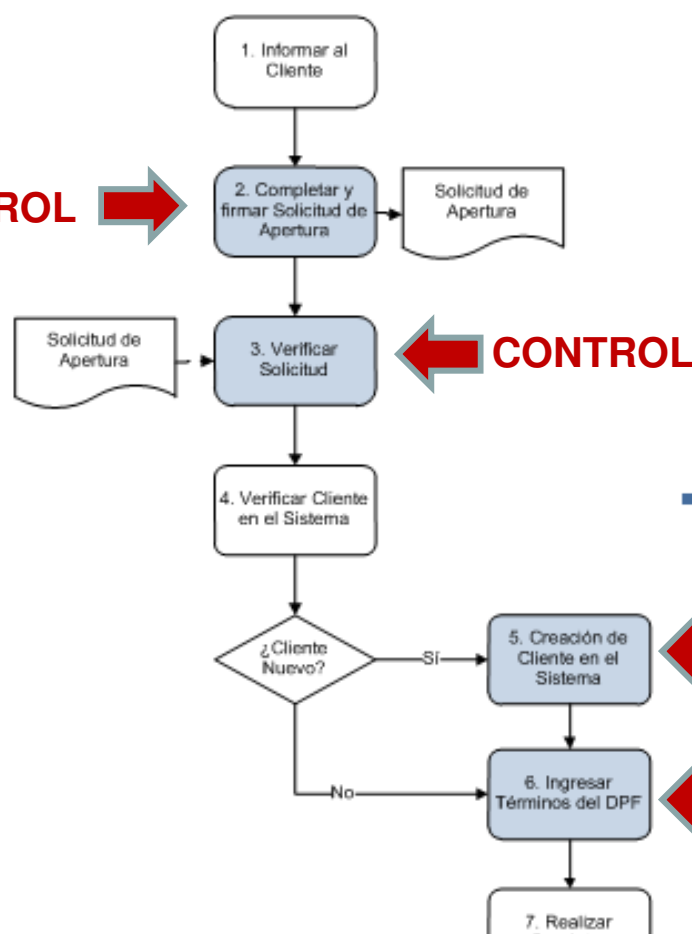 1. Informar al
Cliente
ROL
2. Completar y
firmar Solicitud de
Apertura
Solicitud de
Apertura
Solicitud de
Apertura
3. Verificar
Solicitud
CONTROL
4. Verificar Cliente
en el Sistema
¿Cliente
Nuevo?
Sí
5. Creación de
Cliente en el
Sistema
No
6. Ingresar
Términos del DPF
7. Realizar